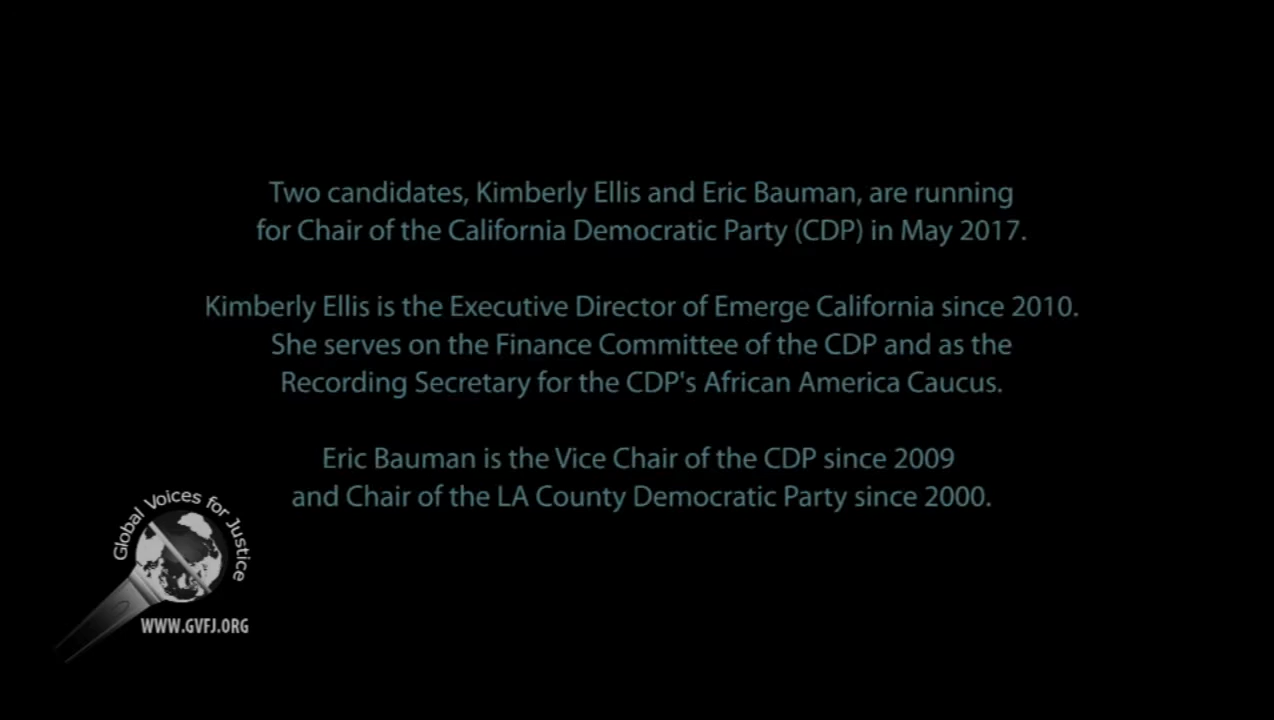 Two candidates, Kimberly Ellis and Eric Bauman, are running
for Chair of the California Democratic Party (CDP) in May 2017.
Kimberly Ellis is the Executive Director of Emerge California since 2010.
She serves on the Finance Committee of the CDP and as the
Recording Secretary for the CDP's African America Caucus.
Eric Bauman is the Vice Chair of the CDP since 2009
and Chair of the LA County Democratic Party since 2000.
Global Voices for Justice
WWW.GVFJ.ORG